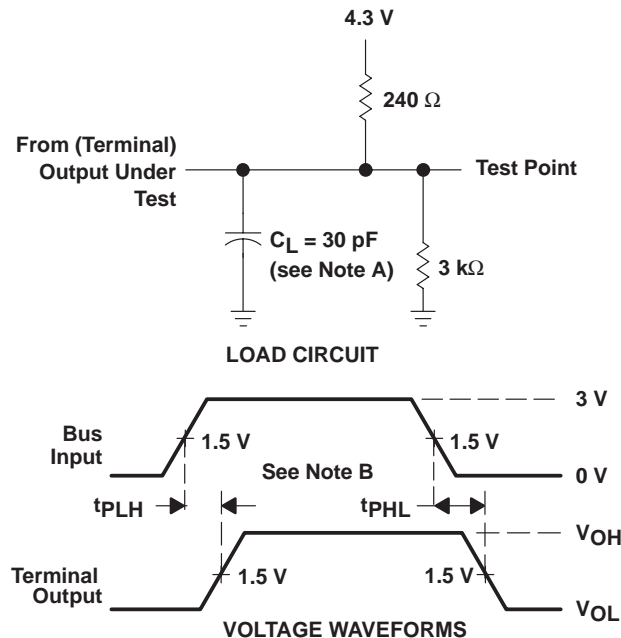 4.3 V
240 Ω
From (Terminal)
Output Under
Test
Test Point
CL = 30 pF
(see Note A)
3 kΩ
LOAD CIRCUIT
3 V
Bus
Input
1.5 V
1.5 V
See Note B
0 V
tPLH
tPHL
VOH
Terminal
Output
1.5 V
1.5 V
VOL
VOLTAGE WAVEFORMS